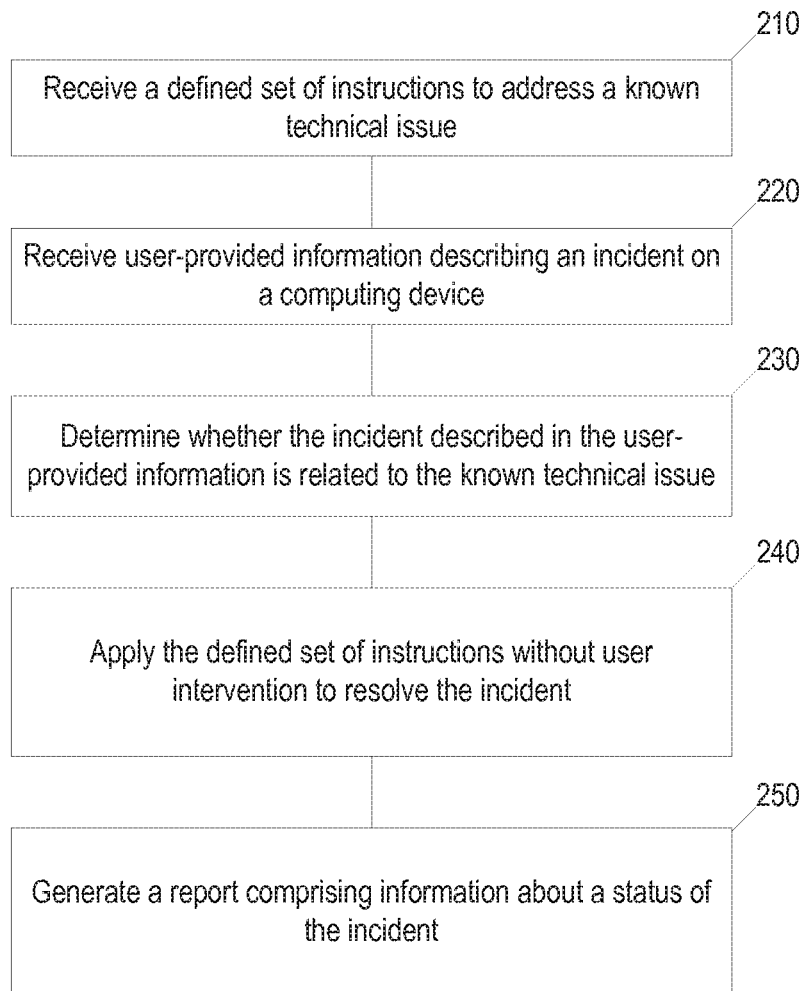 210
Receive a defined set of instructions to address a known
technical issue
220
Receive user-provided information describing an incident on
a computing device
230
Determine whether the incident described in the user-
provided information is related to the known technical issue
240
Apply the defined set of instructions without user
intervention to resolve the incident
250
Generate a report comprising information about a status of
the incident